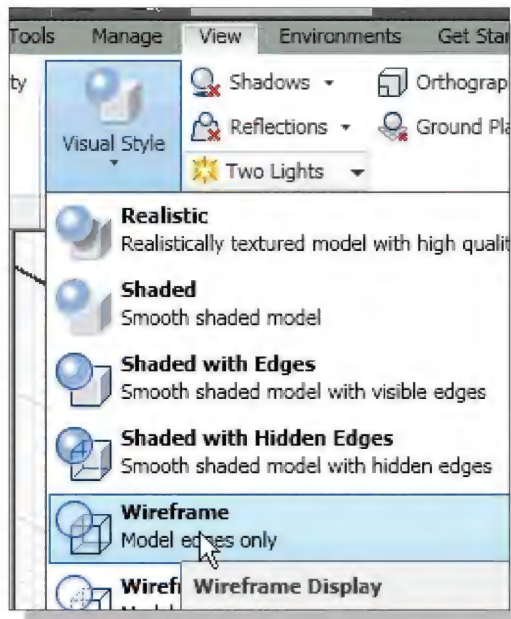 Tools Manage View Environments Get Star
ty
Visual Style
Shadows
Orthograp
Reflections
Ground Pla
Two Lights
Realistic
Realistically textured model with high qualit
Shaded
Smooth shaded model
Shaded with Edges
Smooth shaded model with visible edges
Shaded with Hidden Edges
Smooth shaded model with hidden edges
Wireframe
Model edges only
Wiref
Wireframe Display